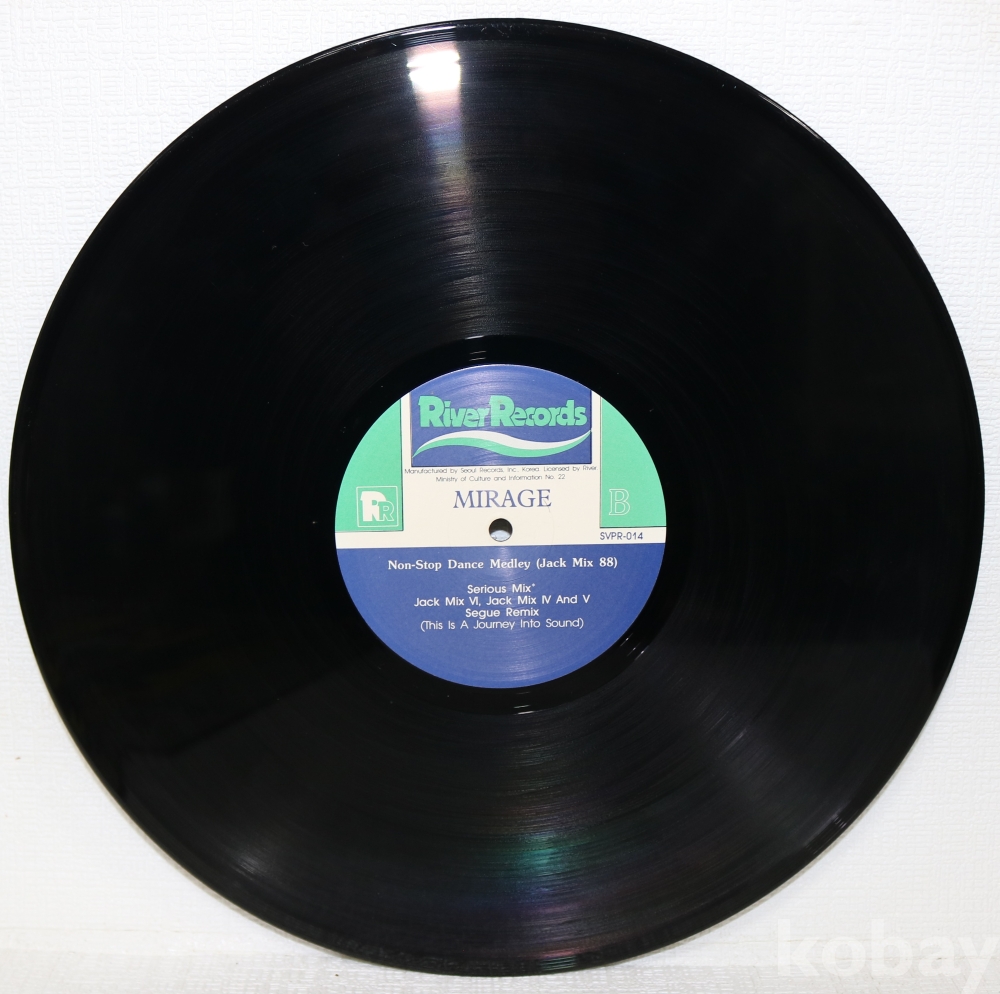 River Records
Manufactured by Seoul Records, Inc., Korea. Licensed by River
Ministry of Culture and Information No. 22
MIRAGE
RR
B
SVPR-014
Non-Stop Dance Medley (Jack Mix 88)
Serious Mix"
Jack Mix VI, Jack Mix IV And V
Segue Remix
(This Is A Journey Into Sound)
kobay